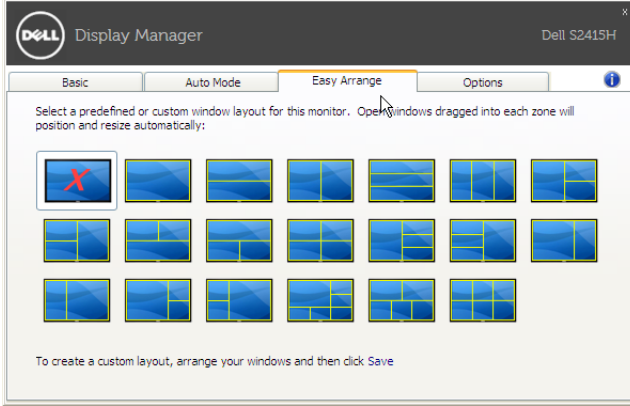 DELL Display Manager Dell S2415H x
Basic Auto Mode Easy Arrange Options i
Select a predefined or custom window layout for this monitor. Open windows dragged into each zone will
position and resize automatically:
X
To create a custom layout, arrange your windows and then click Save